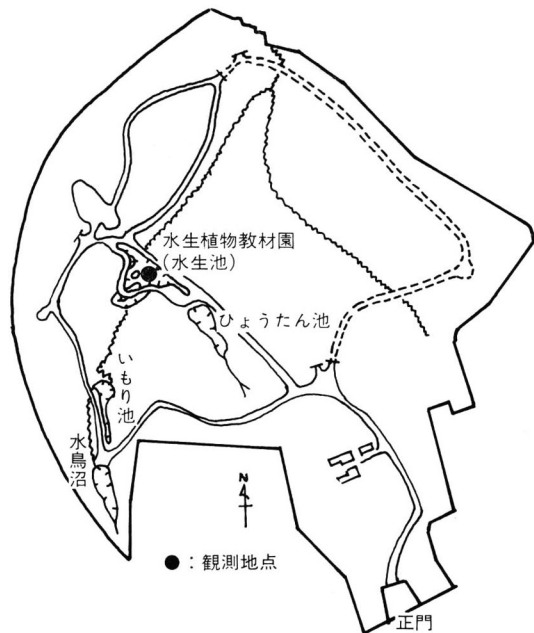 水生植物教材園
(水生池)
ひょうたん池
いもり池
水鳥沼
N
●：観測地点
正門